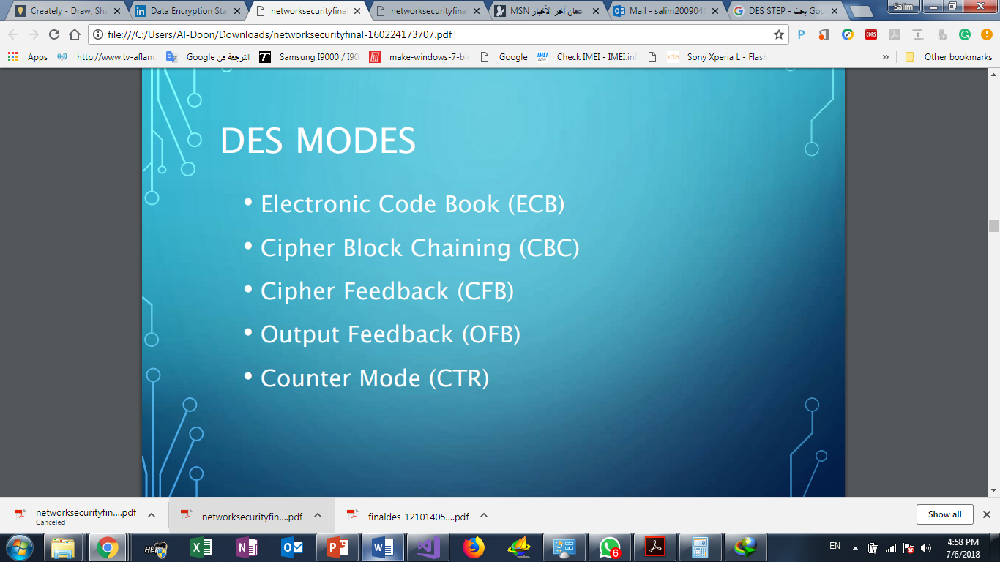 Creately - Draw, Sha
Data Encryption Sta
networksecurityfina
networksecurityfina
MSN عمان آخر الأخبار
Mail - salim2009040
DES STEP - بحث Goo
Salim
file:///C:/Users/Al-Doon/Downloads/networksecurityfinal-160224173707.pdf
Apps
http://www.tv-aflam
Google الترجمة من
Samsung I9000 / I90
make-windows-7-blu
Google
Check IMEI - IMEI.inf
Sony Xperia L - Flash
»
Other bookmarks
DES MODES
• Electronic Code Book (ECB)
• Cipher Block Chaining (CBC)
• Cipher Feedback (CFB)
• Output Feedback (OFB)
• Counter Mode (CTR)
networksecurityfin....pdf
Canceled
networksecurityfin....pdf
finaldes-12101405....pdf
Show all
6
EN
4:58 PM
7/6/2018